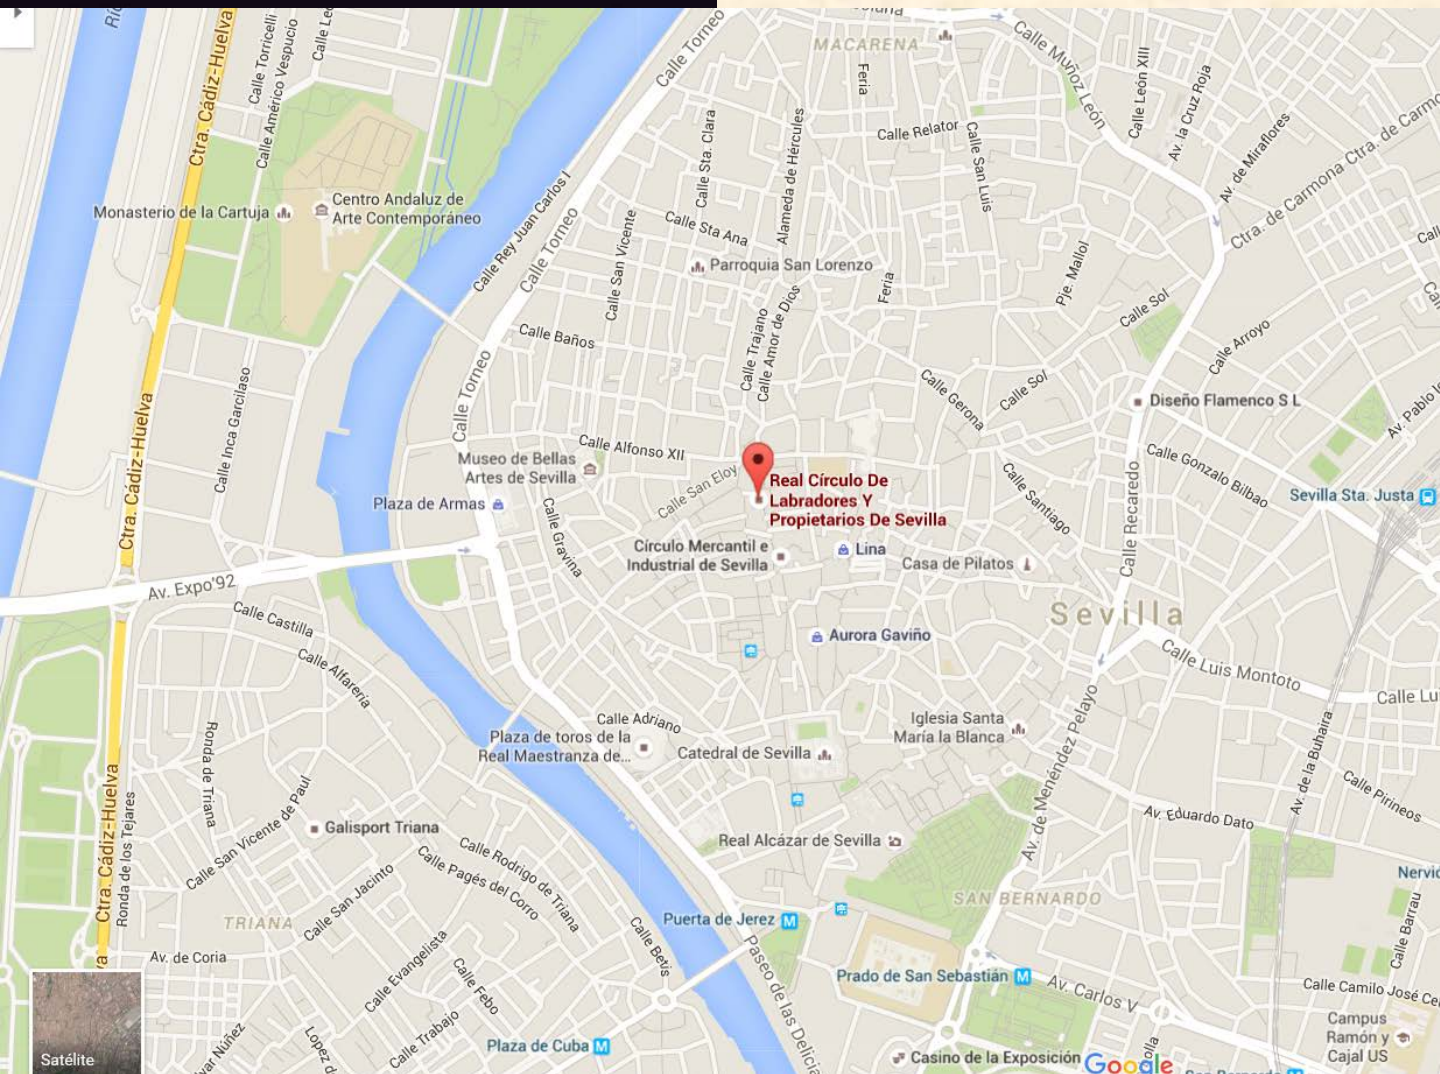 MACARENA
Calle Torneo
Calle Muñoz León
Feria
Calle Relator
Calle San Luis
Calle León XIII
Av. la Cruz Roja
Av. de Miraflores
Ctra. de Carmona
Ctra. Cádiz-Huelva
Calle Torricelli
Calle Américo Vespucio
Monasterio de la Cartuja
Centro Andaluz de
Arte Contemporáneo
Calle Rey Juan Carlos I
Calle Torneo
Calle Sta. Clara
Alameda de Hércules
Calle San Vicente
Calle Sta Ana
Parroquia San Lorenzo
Feria
Pje. Mallol
Calle Sol
Calle Arroyo
Calle Baños
Calle Trajano
Calle Amor de Dios
Calle Gerona
Calle Sol
Diseño Flamenco S L
Calle Torneo
Calle Inca Garcilaso
Ctra. Cádiz-Huelva
Calle Alfonso XII
Museo de Bellas
Artes de Sevilla
Calle San Eloy
Real Círculo De
Labradores Y
Propietarios De Sevilla
Calle Santiago
Calle Recaredo
Calle Gonzalo Bilbao
Sevilla Sta. Justa
Plaza de Armas
Calle Gravina
Círculo Mercantil e
Industrial de Sevilla
Lina
Casa de Pilatos
Av. Expo'92
Sevilla
Calle Castilla
Calle Alfarería
Aurora Gaviño
Calle Luis Montoto
Calle Lu
Calle Adriano
Plaza de toros de la
Real Maestranza de...
Catedral de Sevilla
Iglesia Santa
María la Blanca
Av. de Menéndez Pelayo
Av. de la Buhaira
Calle Pirineos
Ronda de Triana
Ctra. Cádiz-Huelva
Ronda de los Tejares
Calle San Vicente de Paul
Galisport Triana
Real Alcázar de Sevilla
Av. Eduardo Dato
Calle Rodrigo de Triana
Calle Pagés del Corro
Calle San Jacinto
SAN BERNARDO
TRIANA
Puerta de Jerez
Calle Barrau
Av. de Coria
Calle Evangelista
Calle Betis
Calle Febo
Prado de San Sebastián
Paseo de las Delicia
Av. Carlos V
Calle Camilo José Ce
Calle Trabajo
Plaza de Cuba
Campus
Ramón y
Cajal US
Casino de la Exposición
Google
Satélite